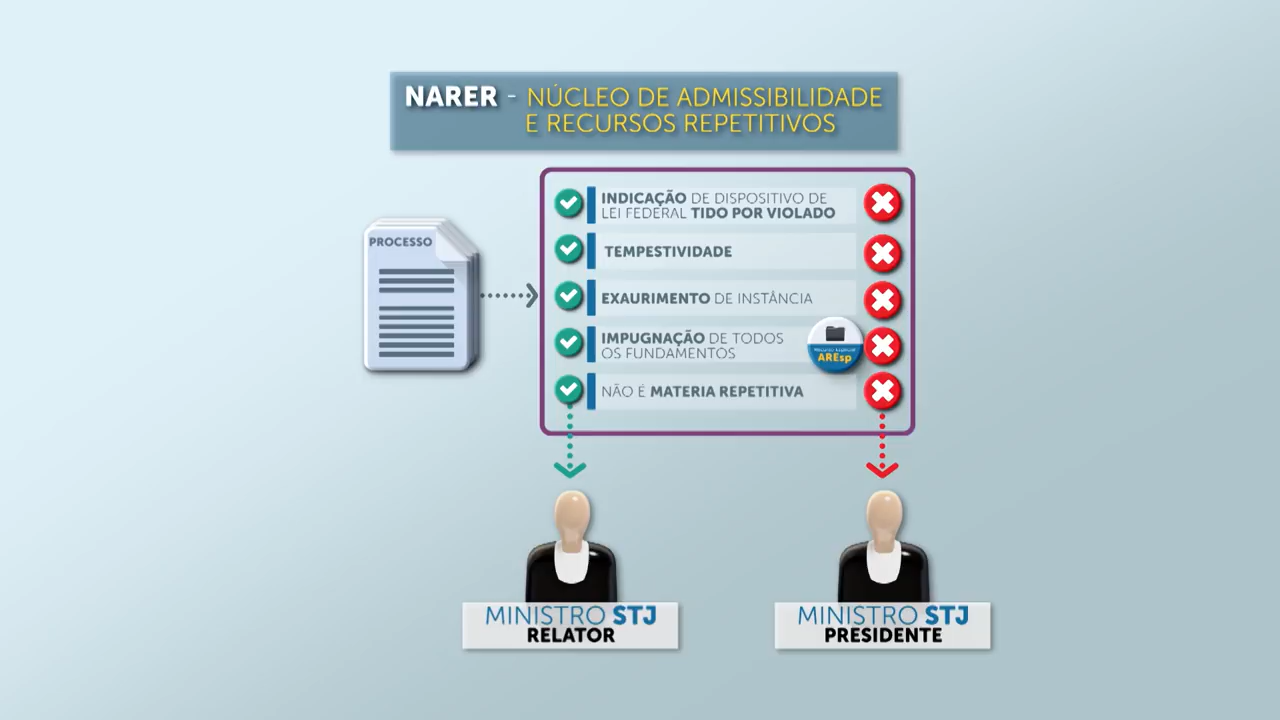 NARER - NÚCLEO DE ADMISSIBILIDADE
E RECURSOS REPETITIVOS
PROCESSO
INDICAÇÃO DE DISPOSITIVO DE
LEI FEDERAL TIDO POR VIOLADO
TEMPESTIVIDADE
EXAURIMENTO DE INSTÂNCIA
IMPUGNAÇÃO DE TODOS
OS FUNDAMENTOS
AREsp
NÃO É MATERIA REPETITIVA
MINISTRO STJ
RELATOR
MINISTRO STJ
PRESIDENTE